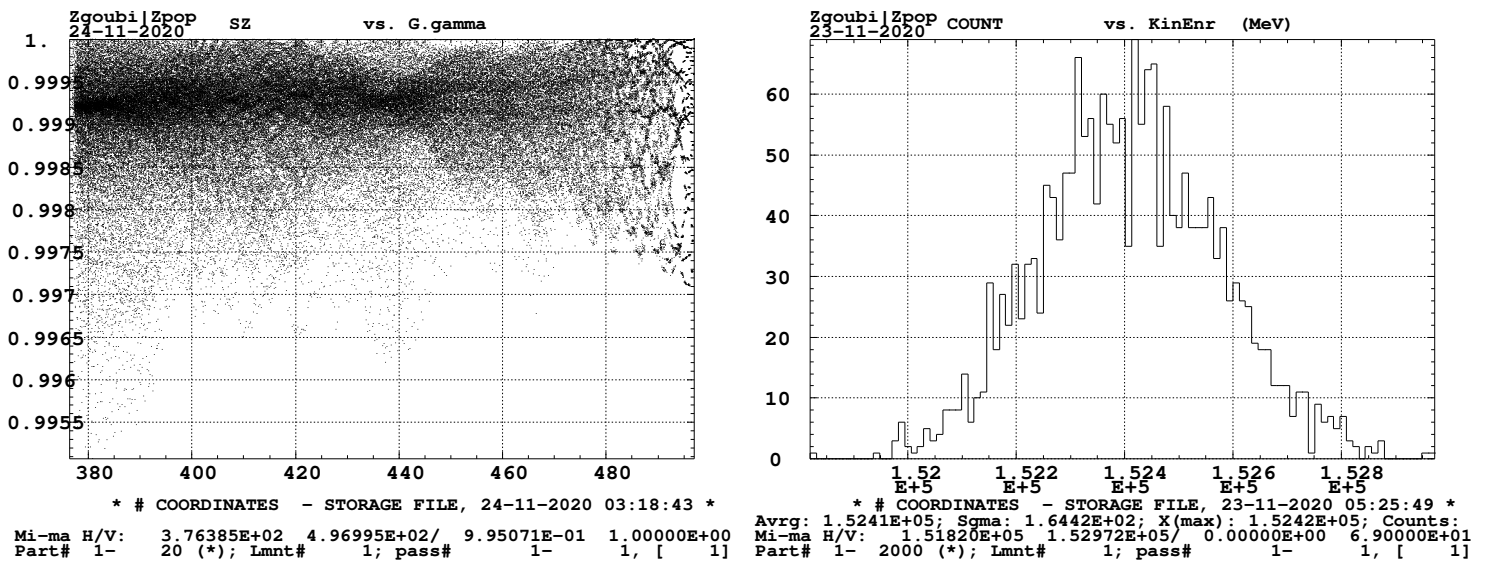 Zgoubi|Zpop
24-11-2020
SZ vs. G.gamma
1.
0.9995
0.999
0.9985
0.998
0.9975
0.997
0.9965
0.996
0.9955
380 400 420 440 460 480
* # COORDINATES - STORAGE FILE, 24-11-2020 03:18:43 *
Mi-ma H/V: 3.76385E+02 4.96995E+02/ 9.95071E-01 1.00000E+00
Part# 1- 20 (*); Lmnt# 1; pass# 1- 1, [ 1]
Zgoubi|Zpop
23-11-2020
COUNT vs. KinEnr (MeV)
60
50
40
30
20
10
0
1.52 1.522 1.524 1.526 1.528
E+5 E+5 E+5 E+5 E+5
* # COORDINATES - STORAGE FILE, 23-11-2020 05:25:49 *
Avrg: 1.5241E+05; Sgma: 1.6442E+02; X(max): 1.5242E+05; Counts:
Mi-ma H/V: 1.51820E+05 1.52972E+05/ 0.00000E+00 6.90000E+01
Part# 1- 2000 (*); Lmnt# 1; pass# 1- 1, [ 1]